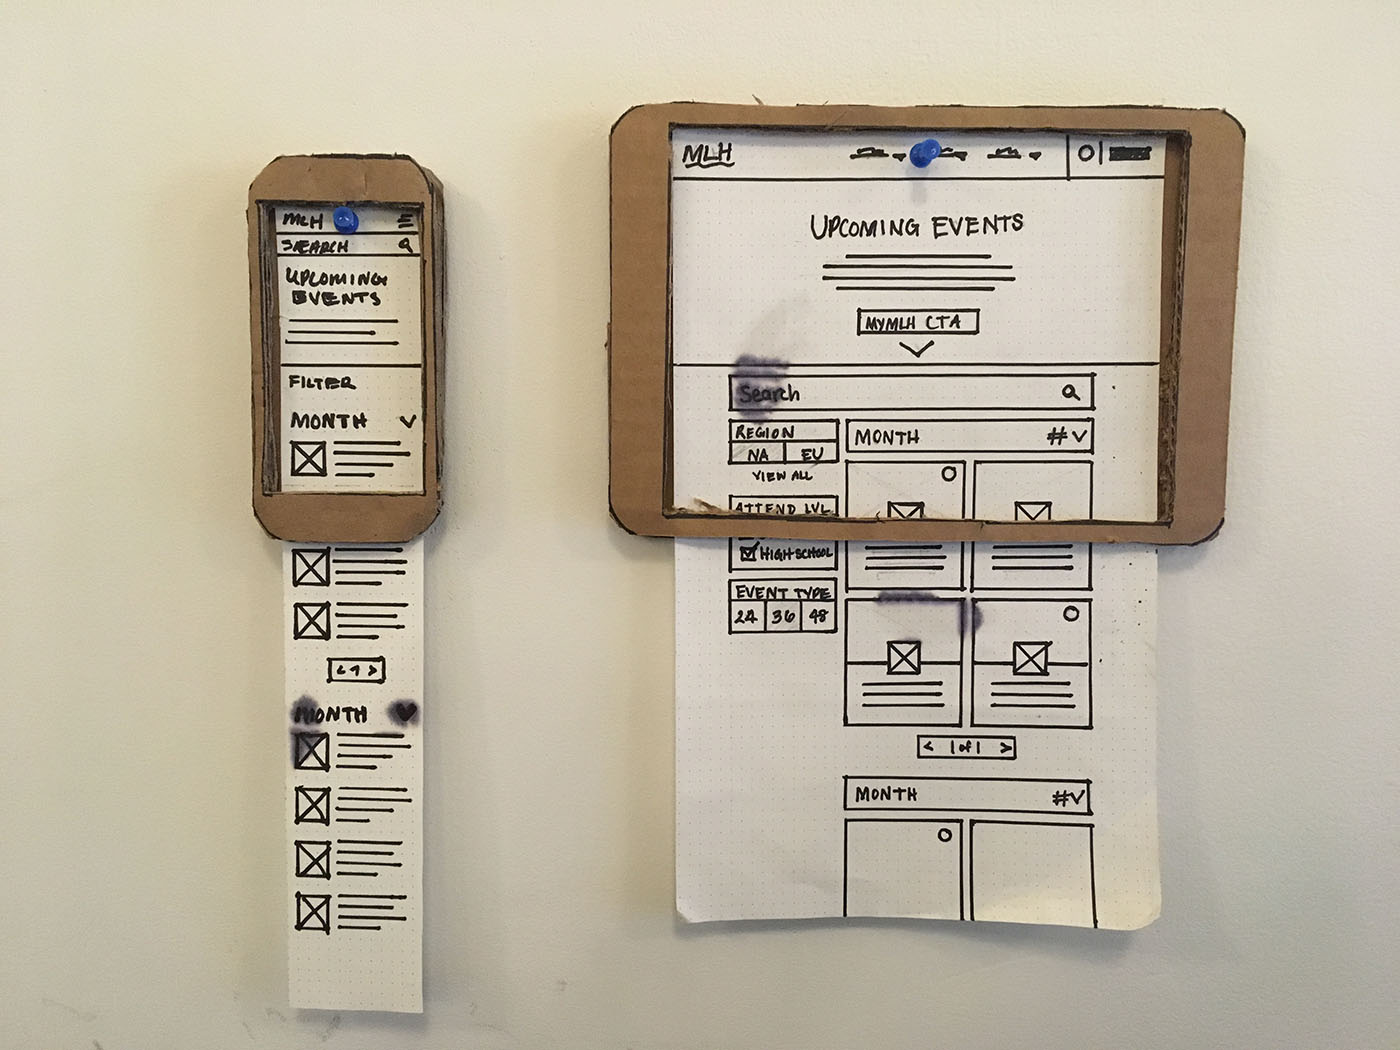 MLH
SEARCH
UPCOMING
EVENTS
FILTER
MONTH
< 1 >
MONTH
MLH
UPCOMING EVENTS
MYMLH CTA
Search
REGION
NA EU
VIEW ALL
ATTEND LVL
HIGH SCHOOL
EVENT TYPE
24 36 48
MONTH #
< 1 of 1 >
MONTH #